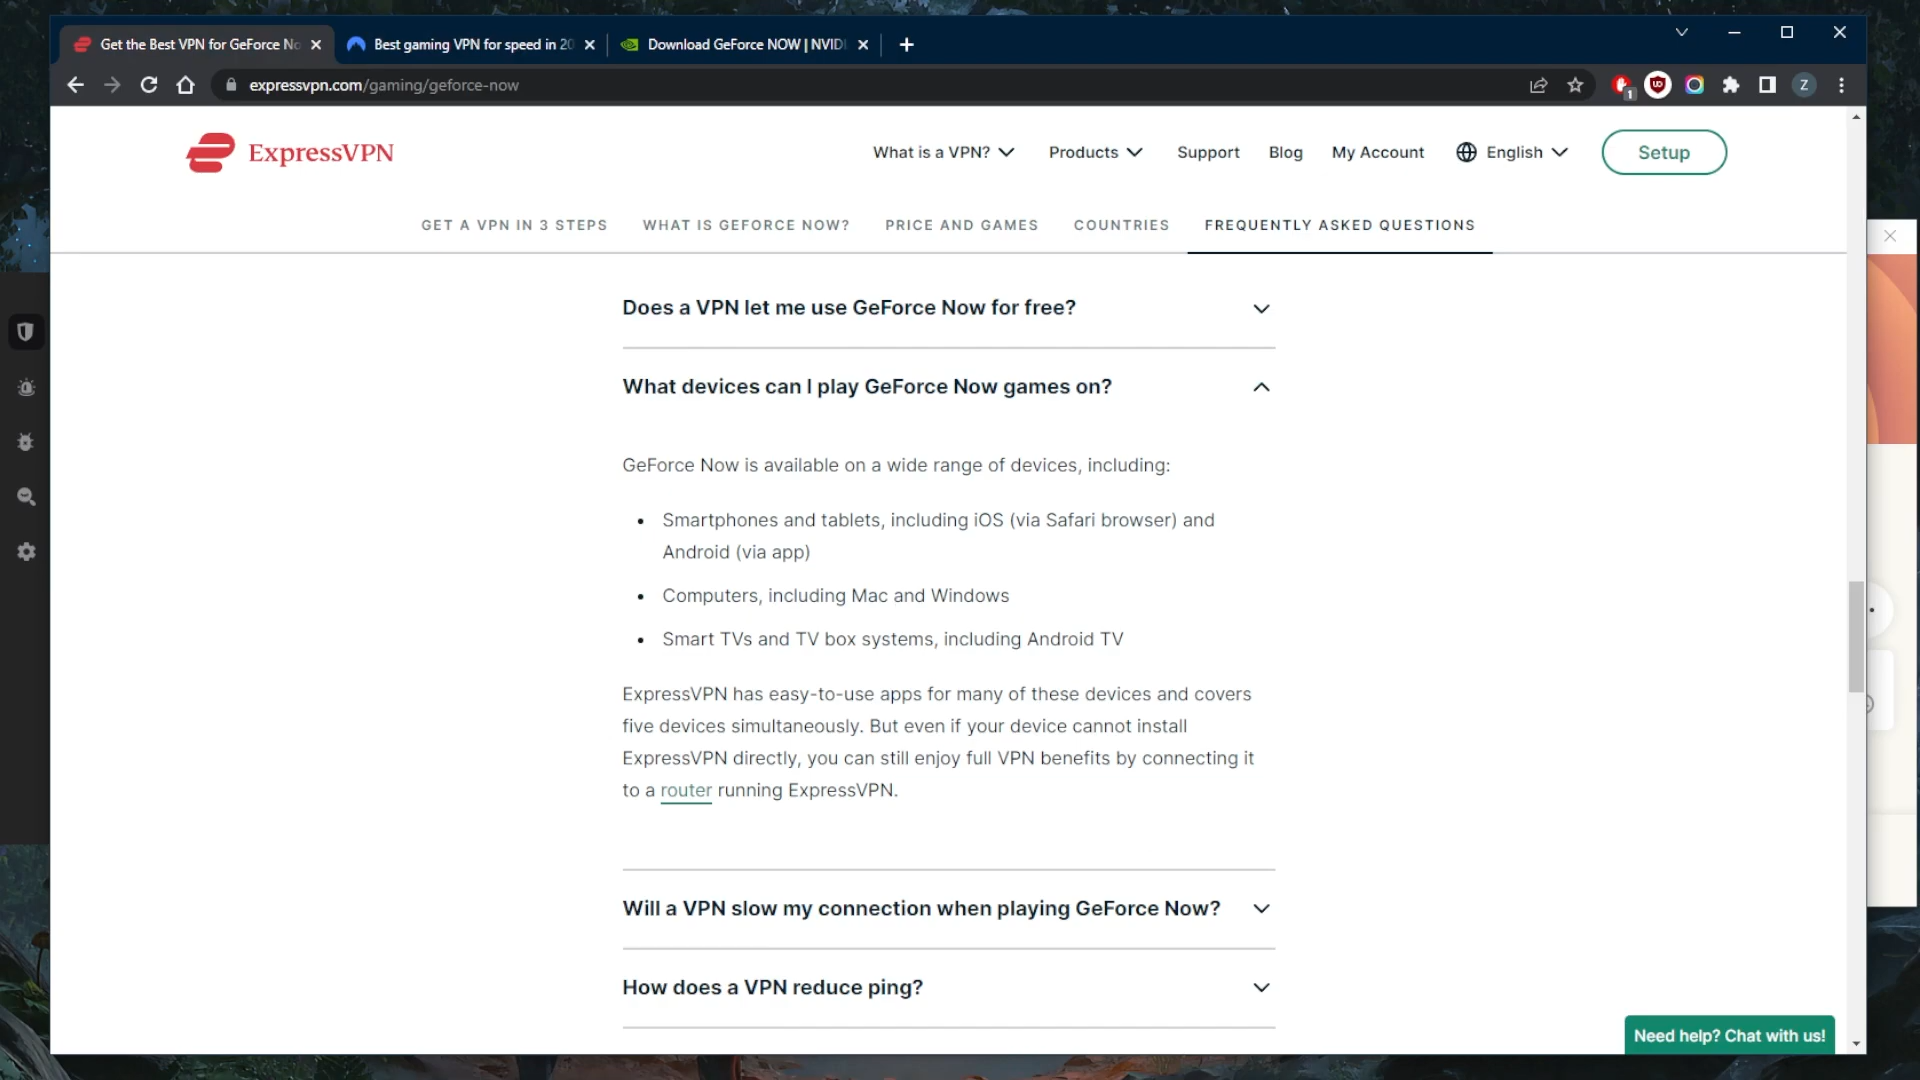 Get the Best VPN for GeForce No
Best gaming VPN for speed in 20
Download GeForce NOW | NVIDI
expressvpn.com/gaming/geforce-now
1
Z
ExpressVPN
What is a VPN?
Products
Support
Blog
My Account
English
Setup
GET A VPN IN 3 STEPS
WHAT IS GEFORCE NOW?
PRICE AND GAMES
COUNTRIES
FREQUENTLY ASKED QUESTIONS
Does a VPN let me use GeForce Now for free?
What devices can I play GeForce Now games on?
GeForce Now is available on a wide range of devices, including:
• Smartphones and tablets, including iOS (via Safari browser) and
Android (via app)
• Computers, including Mac and Windows
• Smart TVs and TV box systems, including Android TV
ExpressVPN has easy-to-use apps for many of these devices and covers
five devices simultaneously. But even if your device cannot install
ExpressVPN directly, you can still enjoy full VPN benefits by connecting it
to a router running ExpressVPN.
Will a VPN slow my connection when playing GeForce Now?
How does a VPN reduce ping?
Need help? Chat with us!